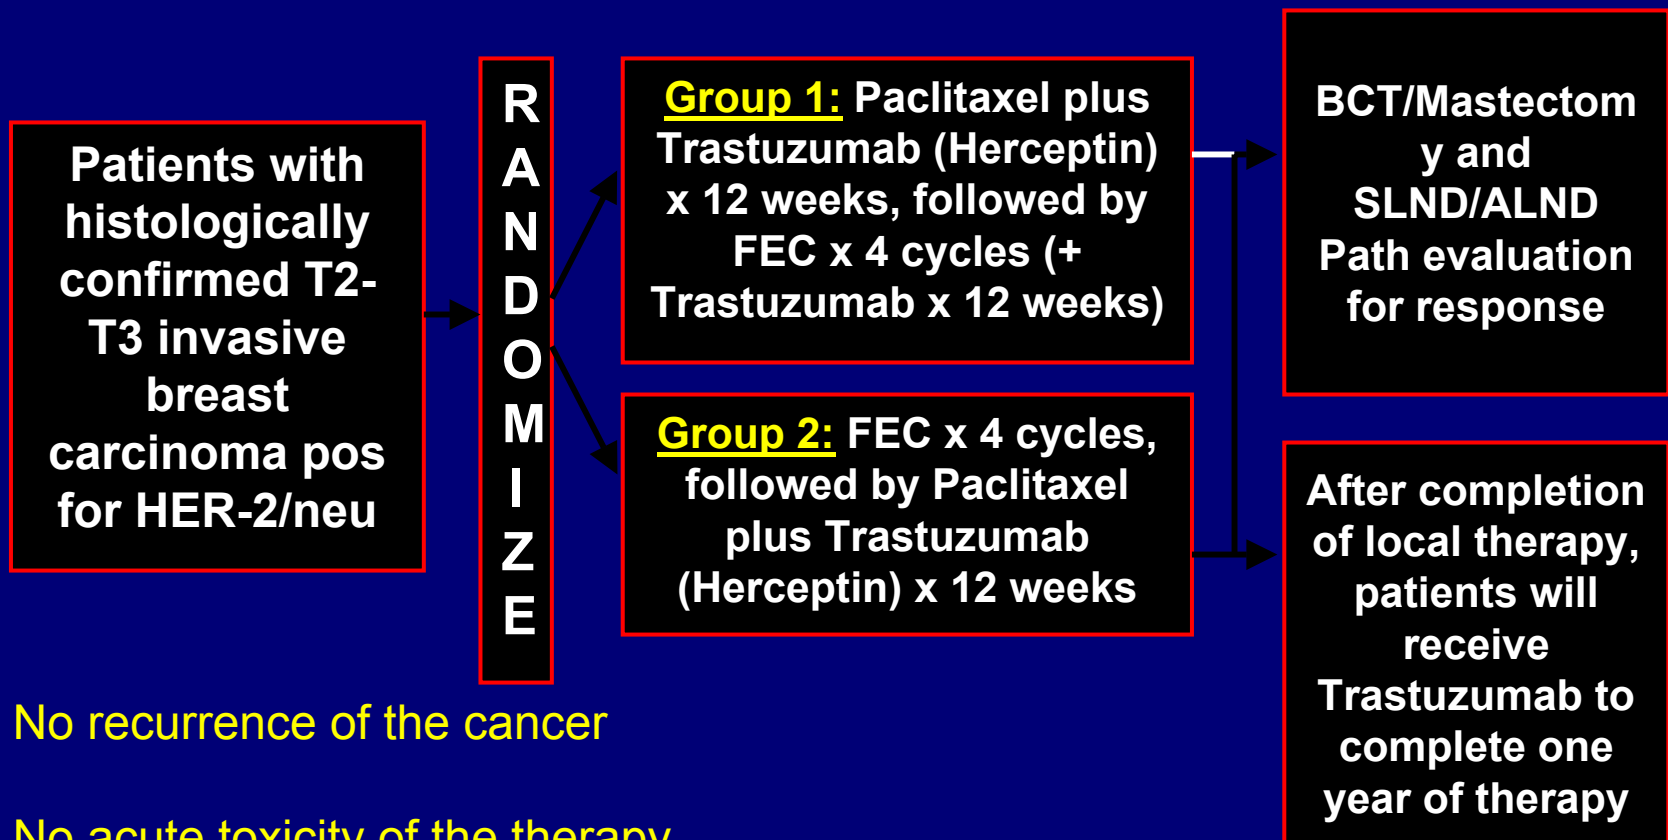 Patients with
histologically
confirmed T2-
T3 invasive
breast
carcinoma pos
for HER-2/neu
R
A
N
D
O
M
I
Z
E
Group 1: Paclitaxel plus
Trastuzumab (Herceptin)
x 12 weeks, followed by
FEC x 4 cycles (+
Trastuzumab x 12 weeks)
Group 2: FEC x 4 cycles,
followed by Paclitaxel
plus Trastuzumab
(Herceptin) x 12 weeks
BCT/Mastectom
y and
SLND/ALND
Path evaluation
for response
After completion
of local therapy,
patients will
receive
Trastuzumab to
complete one
year of therapy
No recurrence of the cancer
No acute toxicity of the therapy